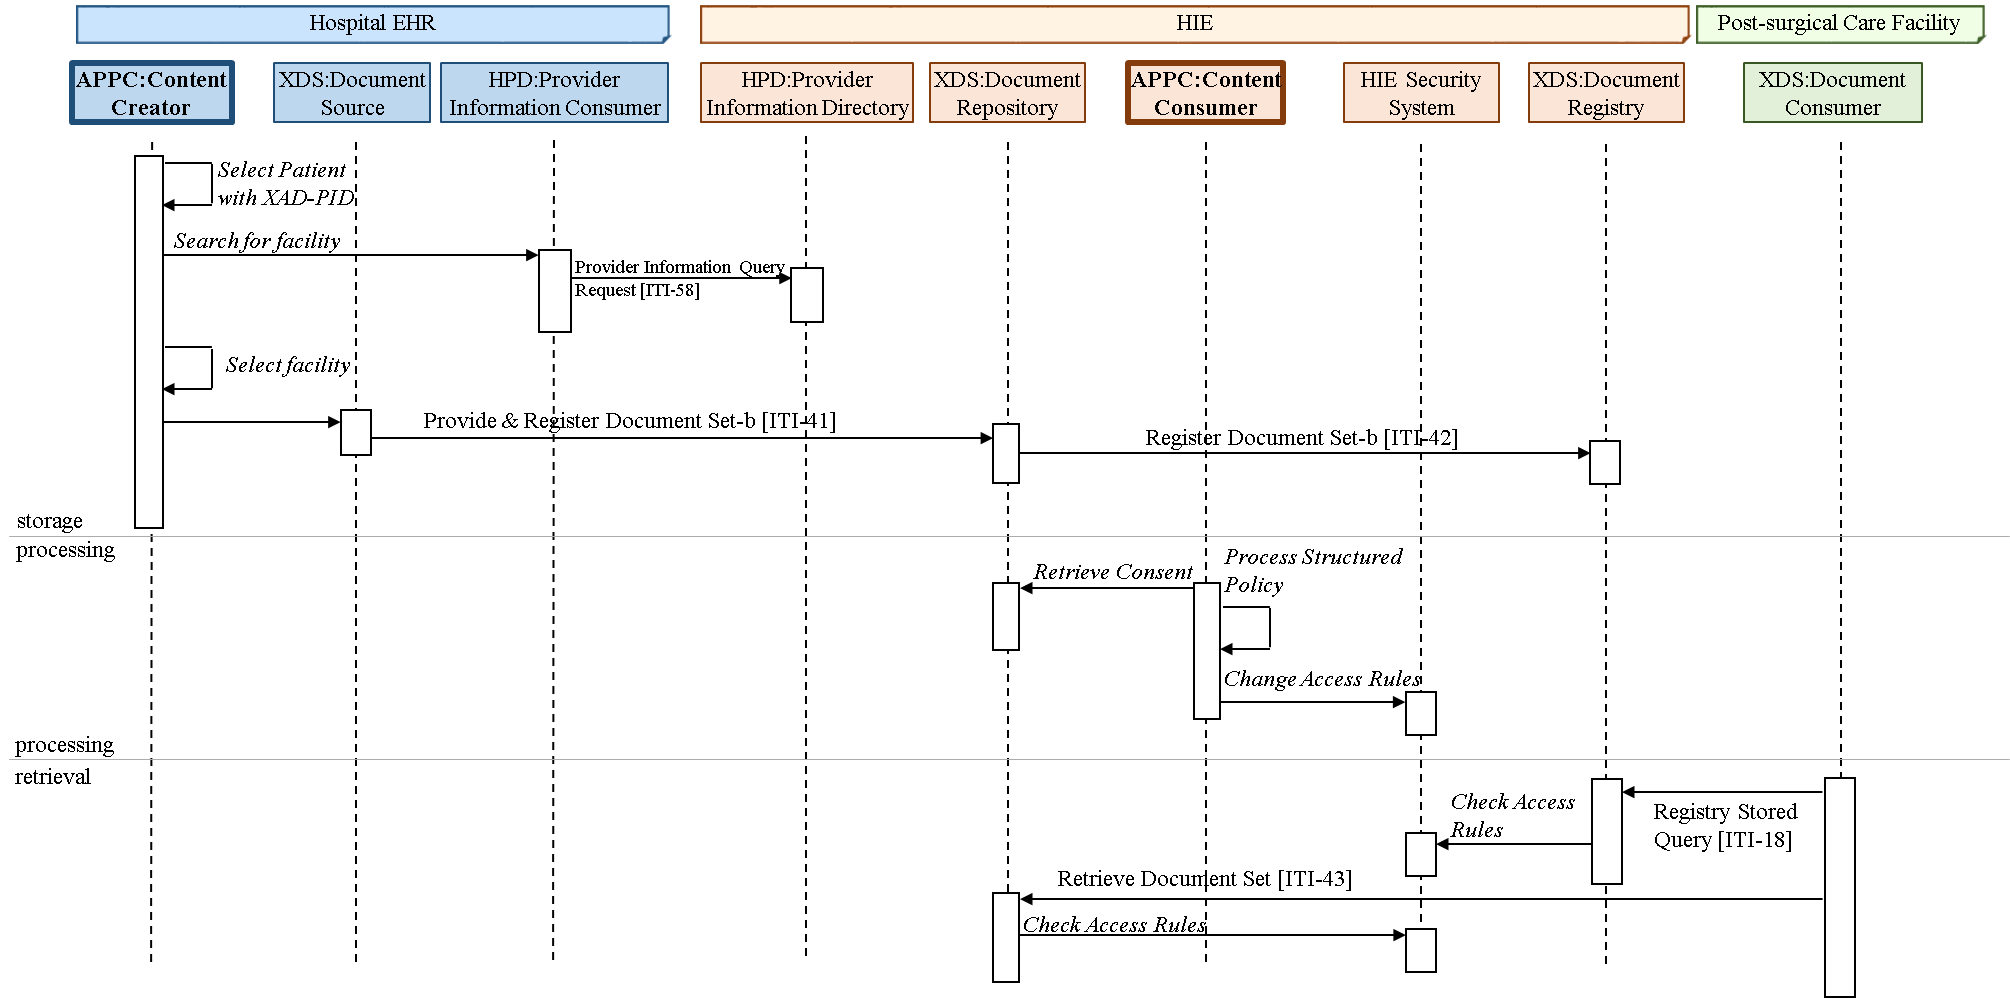 Hospital EHR
HIE
Post-surgical Care Facility
APPC:Content
Creator
XDS:Document
Source
HPD:Provider
Information Consumer
HPD:Provider
Information Directory
XDS:Document
Repository
APPC:Content
Consumer
HIE Security
System
XDS:Document
Registry
XDS:Document
Consumer
Select Patient
with XAD-PID
Search for facility
Provider Information Query
Request [ITI-58]
Select facility
Provide & Register Document Set-b [ITI-41]
Register Document Set-b [ITI-42]
storage
processing
Retrieve Consent
Process Structured
Policy
Change Access Rules
processing
retrieval
Check Access
Rules
Registry Stored
Query [ITI-18]
Retrieve Document Set [ITI-43]
Check Access Rules